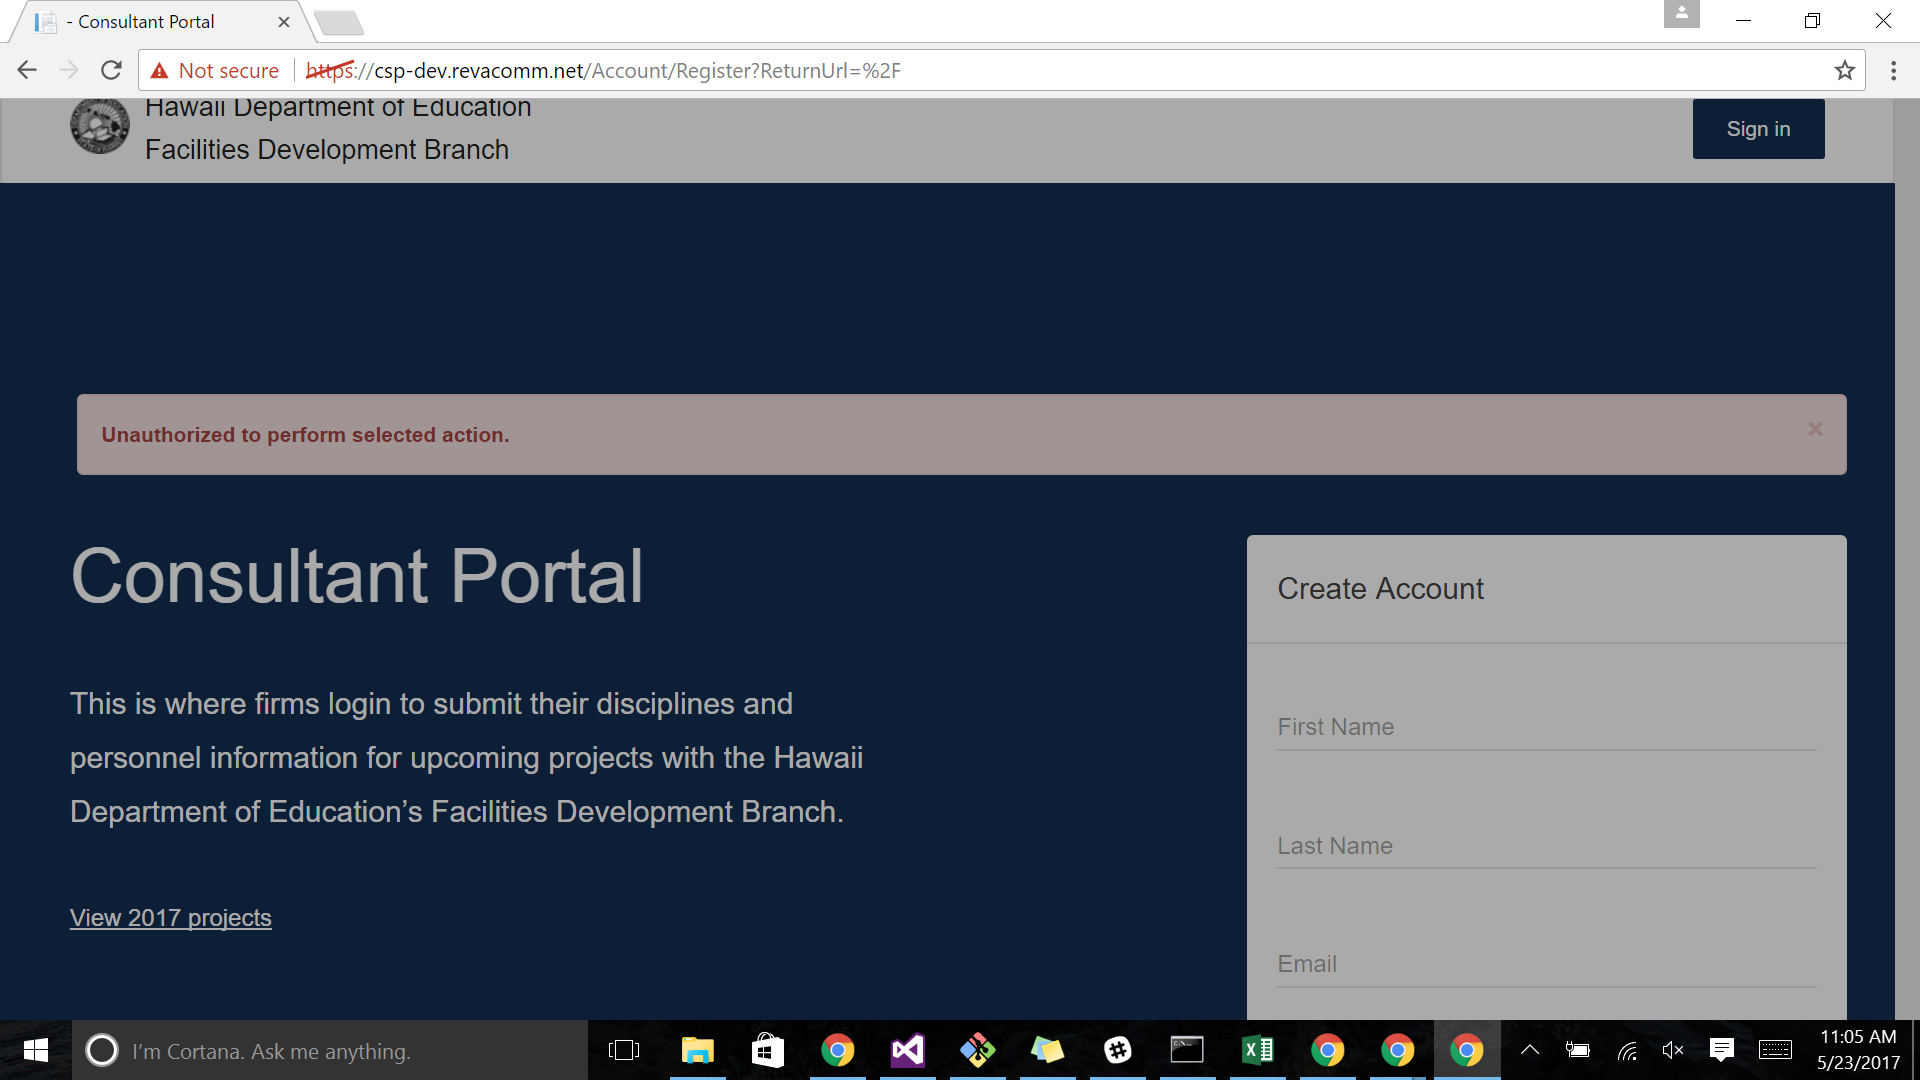 - Consultant Portal
Not secure
https://csp-dev.revacomm.net/Account/Register?ReturnUrl=%2F
Hawaii Department of Education
Facilities Development Branch
Sign in
Unauthorized to perform selected action.
×
Consultant Portal
This is where firms login to submit their disciplines and
personnel information for upcoming projects with the Hawaii
Department of Education’s Facilities Development Branch.
View 2017 projects
Create Account
First Name
Last Name
Email
I’m Cortana. Ask me anything.
11:05 AM
5/23/2017